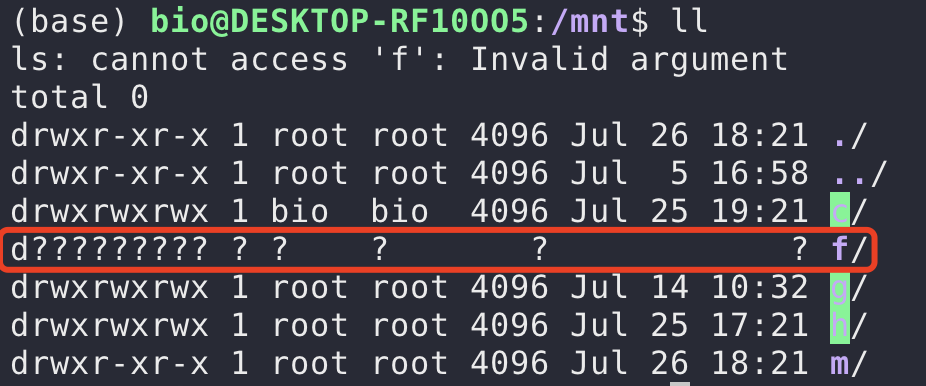 (base) bio@DESKTOP-RF10OO5:/mnt$ ll
ls: cannot access 'f': Invalid argument
total 0
drwxr-xr-x 1 root root 4096 Jul 26 18:21 ./
drwxr-xr-x 1 root root 4096 Jul  5 16:58 ../
drwxrwxrwx 1 bio  bio  4096 Jul 25 19:21 c/
d????????? ? ?    ?       ?            ? f/
drwxrwxrwx 1 root root 4096 Jul 14 10:32 g/
drwxrwxrwx 1 root root 4096 Jul 25 17:21 h/
drwxr-xr-x 1 root root 4096 Jul 26 18:21 m/